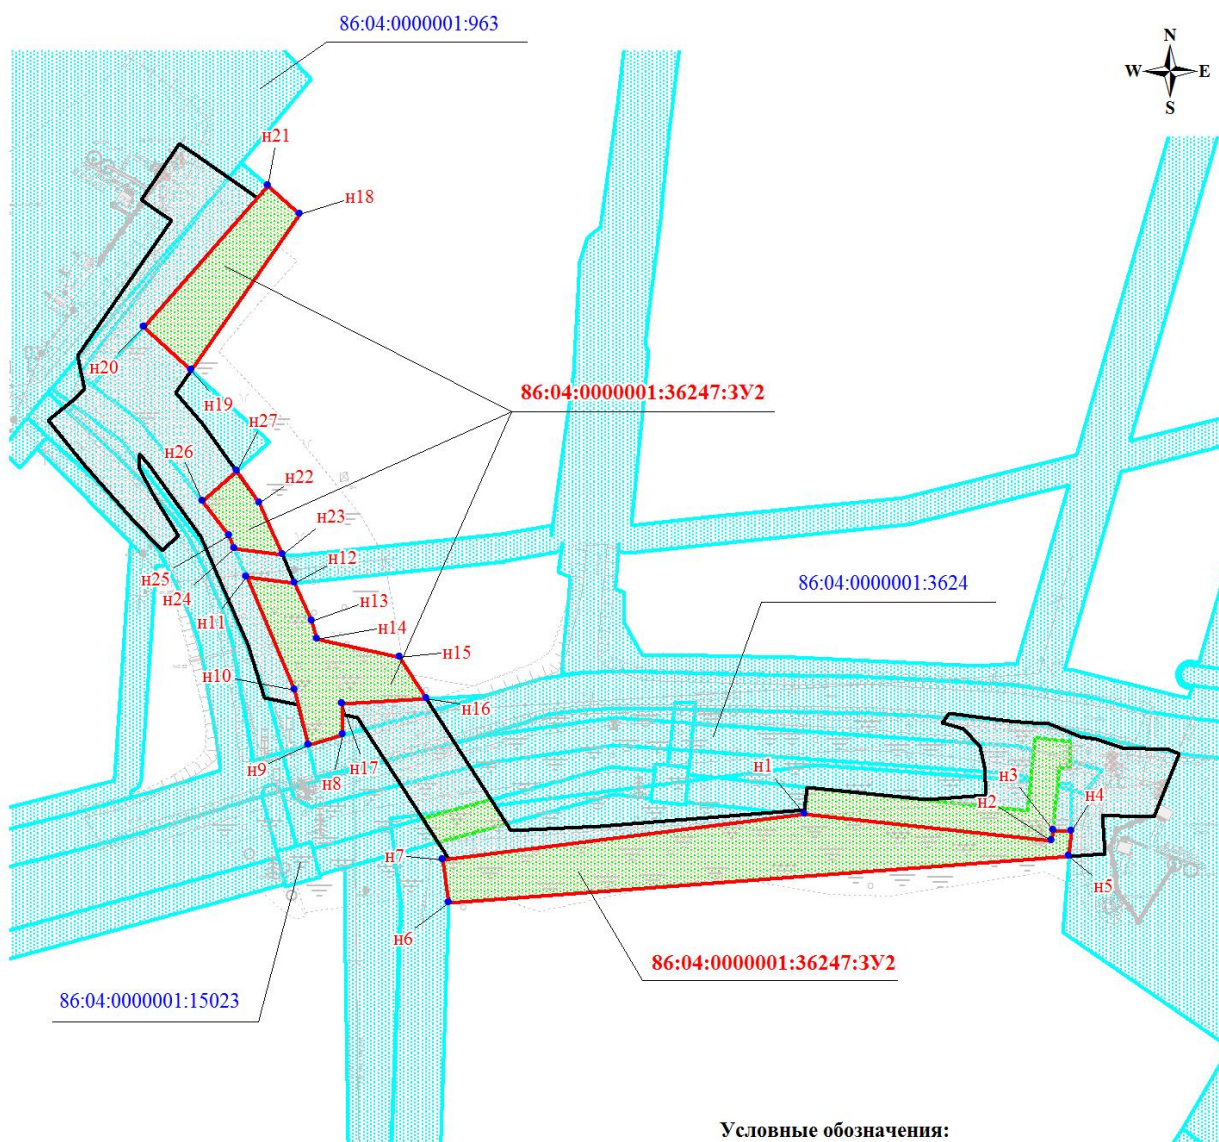 86:04:0000001:963
N
W E
S
н21
н18
н20
н19
86:04:0000001:36247:ЗУ2
н27
н26
н22
н23
н25
н12
н24
86:04:0000001:3624
н11
н13
н14
н15
н10
н16
н9
н8
н17
н1
н3
н4
н2
н7
н5
н6
86:04:0000001:36247:ЗУ2
86:04:0000001:15023
Условные обозначения: